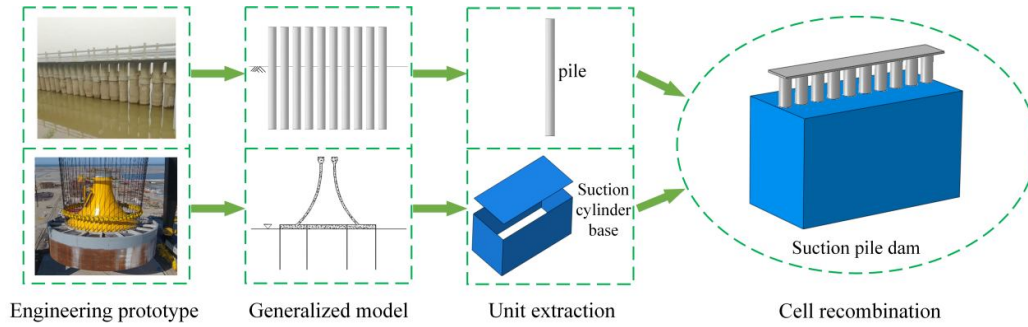 pile
Suction
cylinder
base
Suction pile dam
Engineering prototype
Generalized model
Unit extraction
Cell recombination